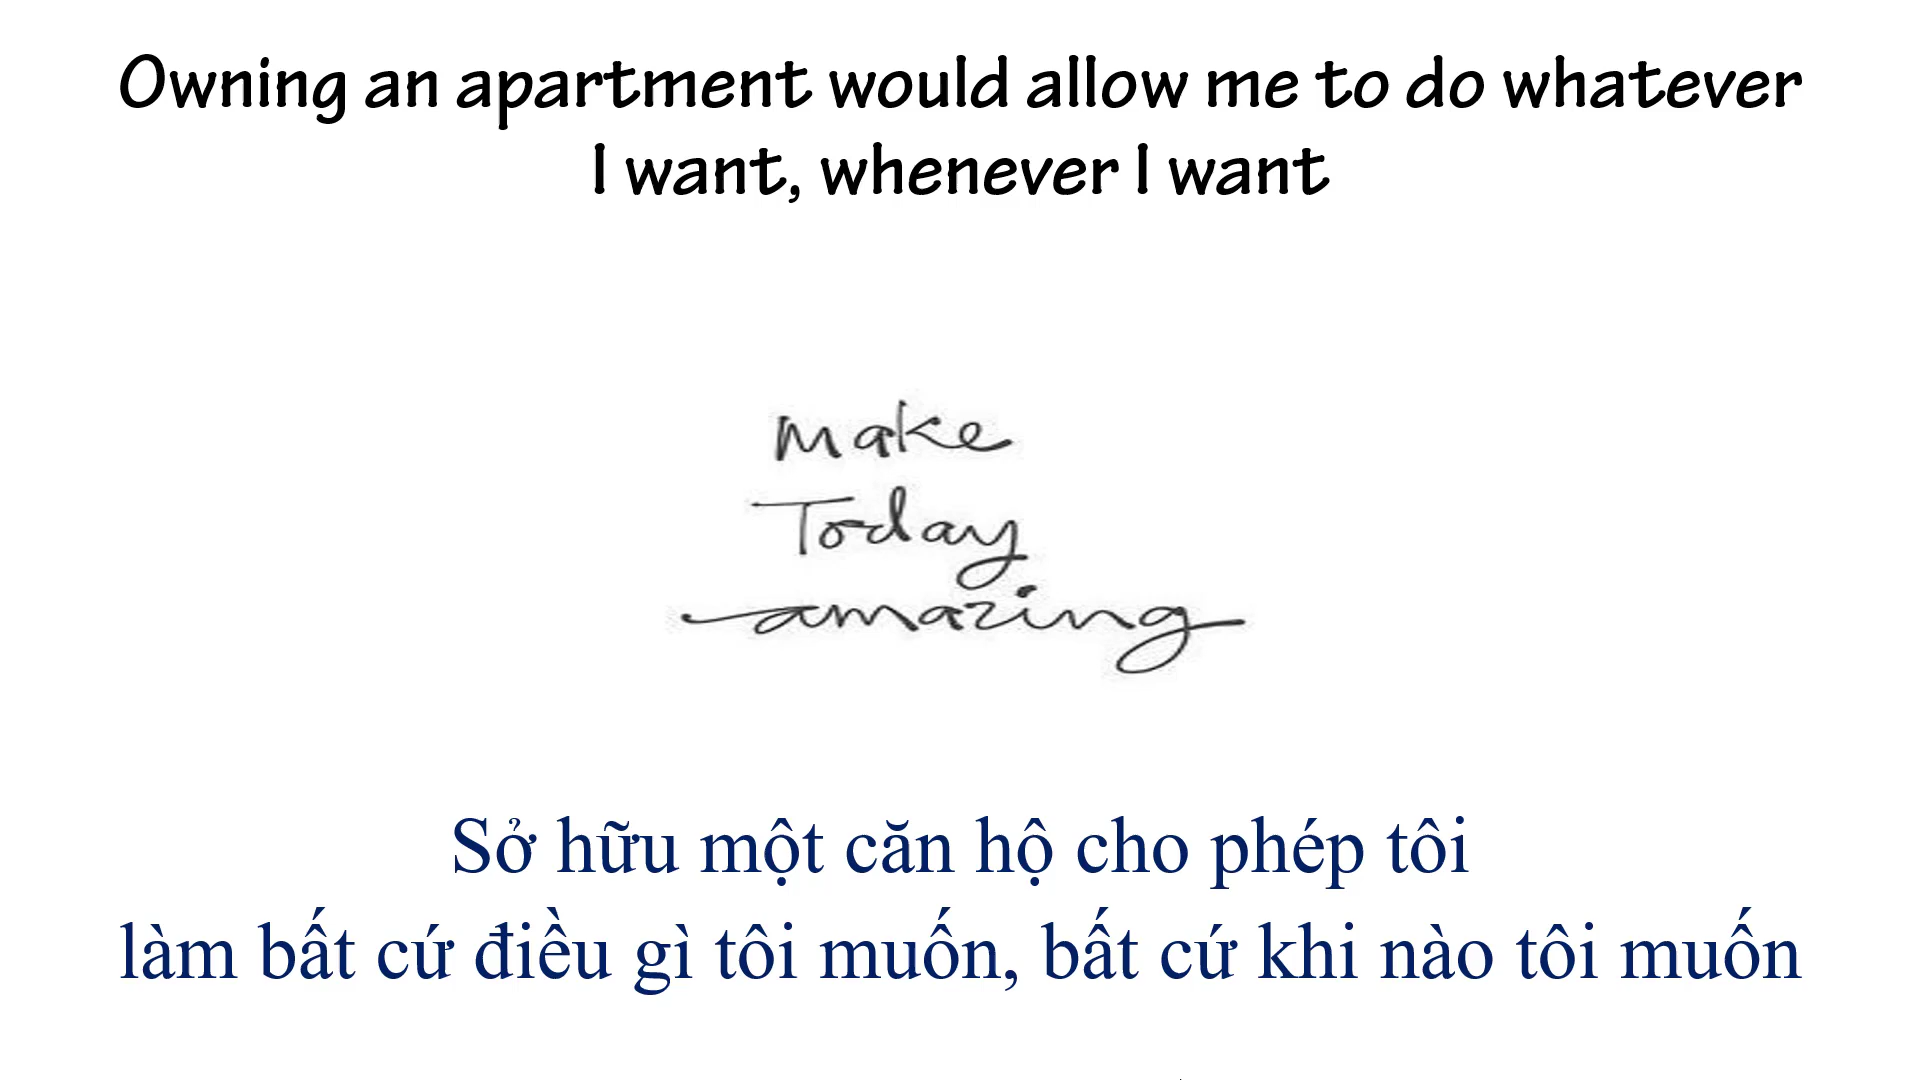 Owning an apartment would allow me to do whatever
I want, whenever I want
Make
Today
amazing
Sở hữu một căn hộ cho phép tôi
làm bất cứ điều gì tôi muốn, bất cứ khi nào tôi muốn